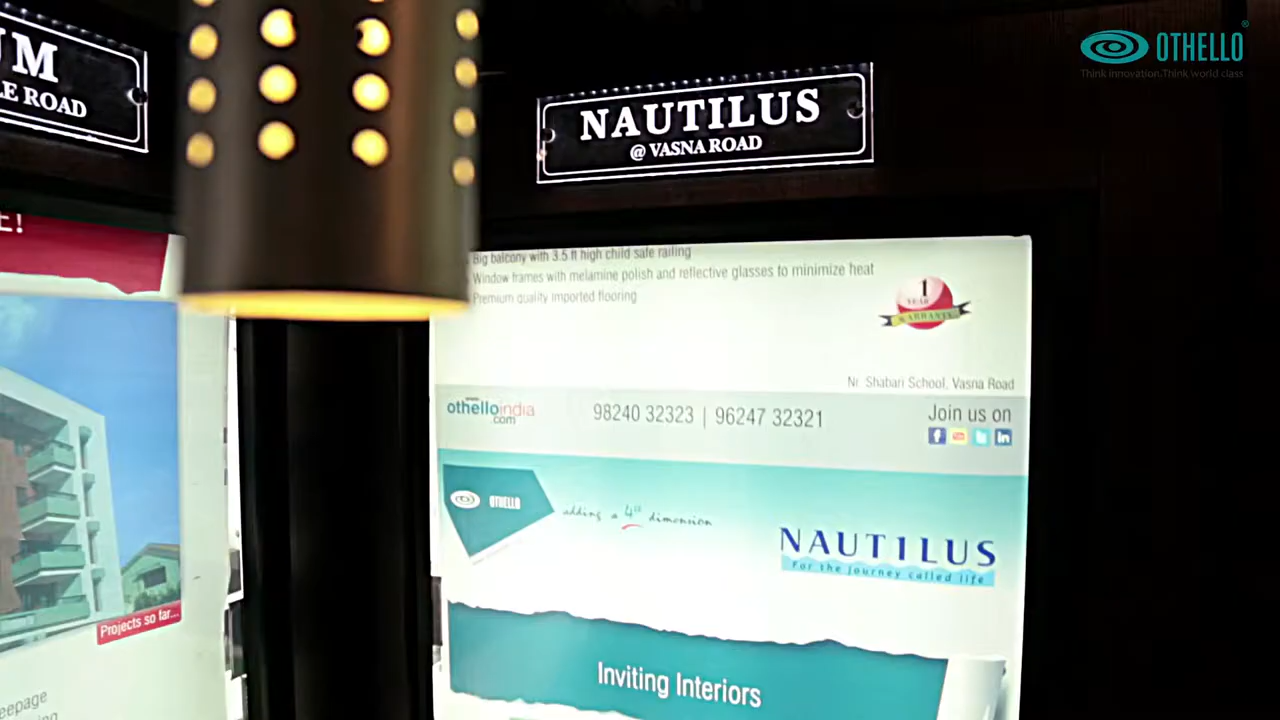 OTHELLO
Think innovation.Think world class
UM
LE ROAD
NAUTILUS
@ VASNA ROAD
E!
Big balcony with 3.5 ft high child safe railing
Window frames with melamine polish and reflective glasses to minimize heat
Premium quality imported flooring
1
YEAR
WARRANTY
Nr. Shabari School, Vasna Road
othelloindia
.com
98240 32323 | 96247 32321
Join us on
OTHELLO
adding a 4th dimension
NAUTILUS
For the journey called life
Inviting Interiors
Projects so far...
eepage